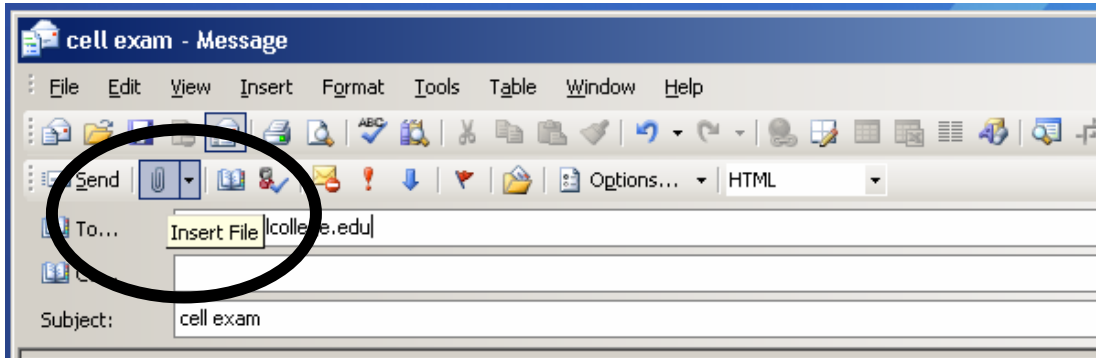 cell exam - Message
File Edit View Insert Format Tools Table Window Help
ABC
Send Options... HTML
To... lcollege.edu
Insert File
Subject: cell exam